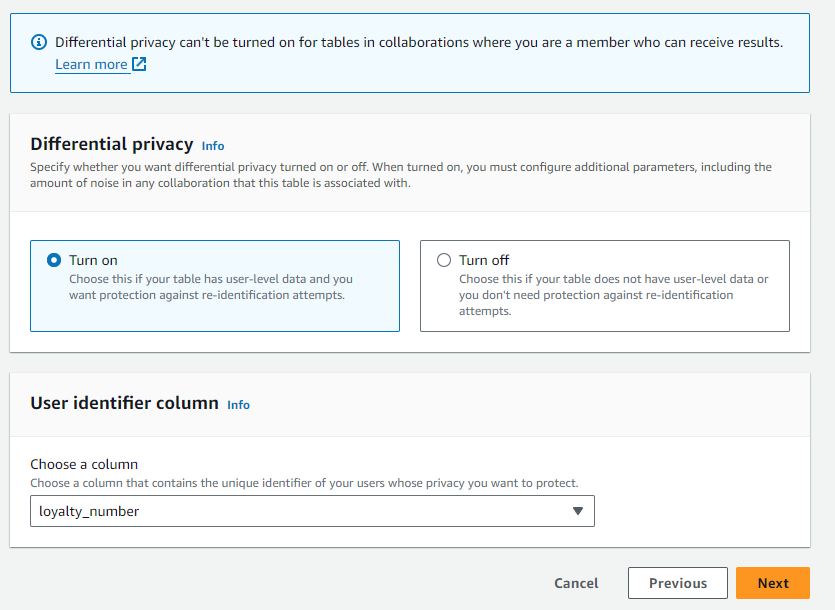 Differential privacy can't be turned on for tables in collaborations where you are a member who can receive results.
Learn more
Differential privacy Info
Specify whether you want differential privacy turned on or off. When turned on, you must configure additional parameters, including the
amount of noise in any collaboration that this table is associated with.
Turn on
Choose this if your table has user-level data and you
want protection against re-identification attempts.
Turn off
Choose this if your table does not have user-level data or
you don't need protection against re-identification
attempts.
User identifier column Info
Choose a column
Choose a column that contains the unique identifier of your users whose privacy you want to protect.
loyalty_number
Cancel Previous Next